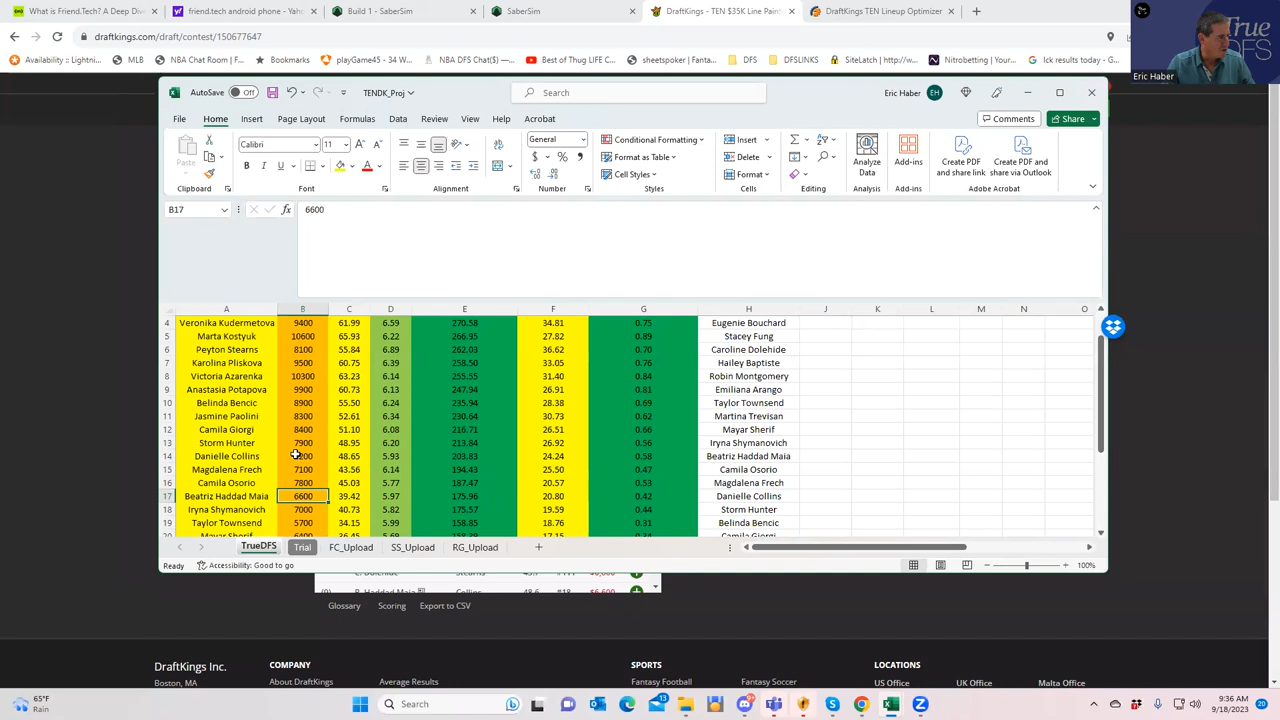 What is Friend.Tech? A Deep Div
friend.tech android phone - Yaho
Build 1 - SaberSim
SaberSim
DraftKings - TEN $35K Line Paint
DraftKings TEN Lineup Optimizer
draftkings.com/draft/contest/150677647
Availability :: Lightni...
MLB
NBA Chat Room | F...
playGame45 - 34 W...
NBA DFS Chat($) -...
Best of Thug LIFE C...
sheetspoker | Fanta...
DFS
DFSLINKS
SiteLatch | http://w...
Nitrobetting | Your...
Ick results today of...
True
DFS
Eric Haber
AutoSave
Off
TENDK_Proj
Search
Eric Haber
EH
File
Home
Insert
Page Layout
Formulas
Data
Review
View
Help
Acrobat
Comments
Share
Paste
Calibri
11
General
Conditional Formatting
Format as Table
Cell Styles
Insert
Delete
Format
Analyze Data
Add-ins
Create PDF and share link
Create PDF and share via Outlook
Clipboard
Font
Alignment
Number
Styles
Cells
Editing
Analysis
Add-ins
Adobe Acrobat
B17
fx
6600
A B C D E F G H J K L M N O
4 Veronika Kudermetova 9400 61.99 6.59 270.58 34.81 0.75 Eugenie Bouchard
5 Marta Kostyuk 10600 65.93 6.22 266.95 27.82 0.89 Stacey Fung
6 Peyton Stearns 8100 55.84 6.89 262.03 36.62 0.70 Caroline Dolehide
7 Karolina Pliskova 9500 60.75 6.39 258.50 33.05 0.76 Hailey Baptiste
8 Victoria Azarenka 10300 63.23 6.14 255.55 31.40 0.84 Robin Montgomery
9 Anastasia Potapova 9900 60.73 6.13 247.94 26.91 0.81 Emiliana Arango
10 Belinda Bencic 8900 55.50 6.24 235.94 28.38 0.69 Taylor Townsend
11 Jasmine Paolini 8300 52.61 6.34 230.64 30.73 0.62 Martina Trevisan
12 Camila Giorgi 8400 51.10 6.08 216.71 26.51 0.66 Mayar Sherif
13 Storm Hunter 7900 48.95 6.20 213.84 26.92 0.56 Iryna Shymanovich
14 Danielle Collins 200 48.65 5.93 203.83 24.24 0.58 Beatriz Haddad Maia
15 Magdalena Frech 7100 43.56 6.14 194.43 25.50 0.47 Camila Osorio
16 Camila Osorio 7800 45.03 5.77 187.47 20.57 0.53 Magdalena Frech
17 Beatriz Haddad Maia 6600 39.42 5.97 175.96 20.80 0.42 Danielle Collins
18 Iryna Shymanovich 7000 40.73 5.82 175.57 19.59 0.44 Storm Hunter
19 Taylor Townsend 5700 34.15 5.99 158.85 18.76 0.31 Belinda Bencic
TrueDFS
Trial
FC_Upload
SS_Upload
RG_Upload
Ready
Accessibility: Good to go
100%
Glossary
Scoring
Export to CSV
DraftKings Inc.
Boston, MA
COMPANY
About DraftKings
Average Results
SPORTS
Fantasy Football
Fantasy Soccer
LOCATIONS
US Office
UK Office
Malta Office
65°F
Rain
Search
13
9:36 AM
9/18/2023
20